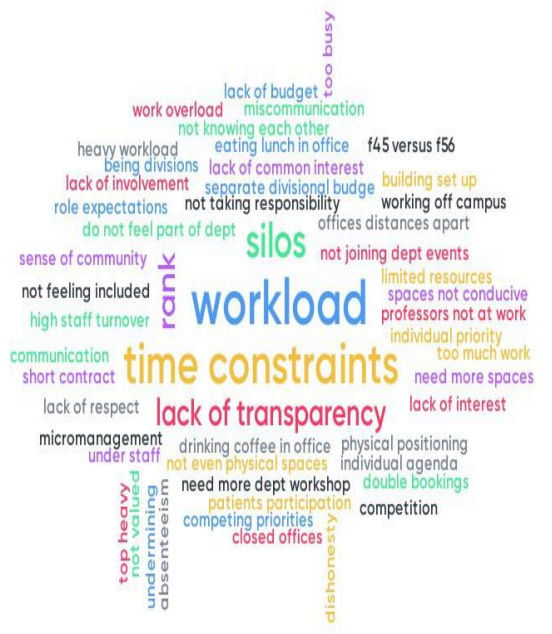 too busy
lack of budget
work overload
miscommunication
not knowing each other
heavy workload
eating lunch in office
f45 versus f56
being divisions
lack of common interest
lack of involvement
separate divisional budge
building set up
role expectations
not taking responsibility
working off campus
do not feel part of dept
silos
offices distances apart
sense of community
rank
not joining dept events
not feeling included
workload
limited resources
spaces not conducive
high staff turnover
professors not at work
individual priority
communication
time constraints
too much work
short contract
need more spaces
lack of respect
lack of transparency
lack of interest
micromanagement
drinking coffee in office
physical positioning
under staff
not even physical spaces
individual agenda
top heavy
not valued
undermining
absenteeism
need more dept workshop
double bookings
patients participation
competition
competing priorities
closed offices
dishonesty